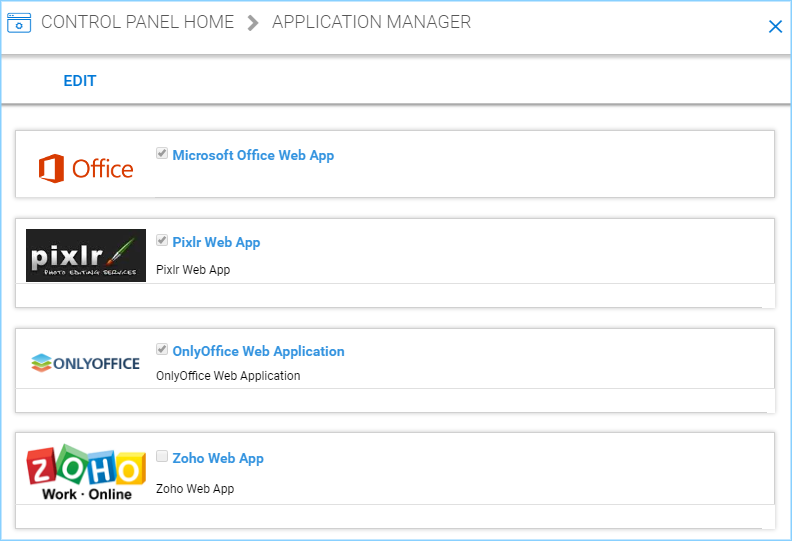 CONTROL PANEL HOME > APPLICATION MANAGER
EDIT
Office
Microsoft Office Web App
pixlr
PHOTO EDITING SERVICES
Pixlr Web App
Pixlr Web App
ONLYOFFICE
OnlyOffice Web Application
OnlyOffice Web Application
ZOHO
Work · Online
Zoho Web App
Zoho Web App